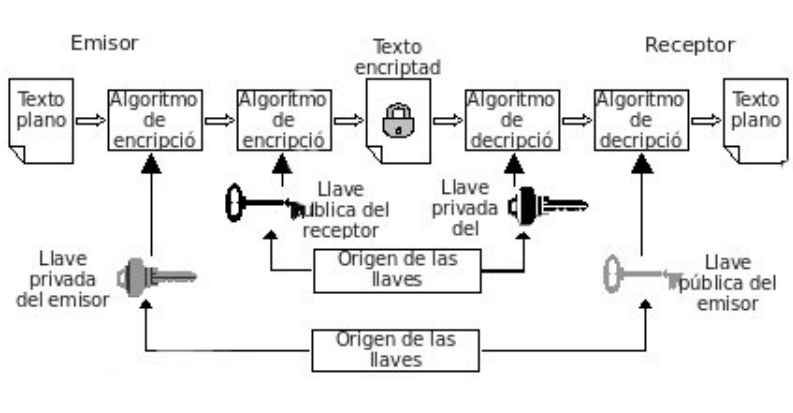 Emisor
Texto
encriptad
Receptor
Texto
plano
Algoritmo
de
encripció
Algoritmo
de
encripció
Algoritmo
de
decripció
Algoritmo
de
decripció
Texto
plano
Llave
pública del
receptor
Llave
privada
del
Origen de las
llaves
Llave
privada
del emisor
Llave
pública del
emisor
Origen de las
llaves